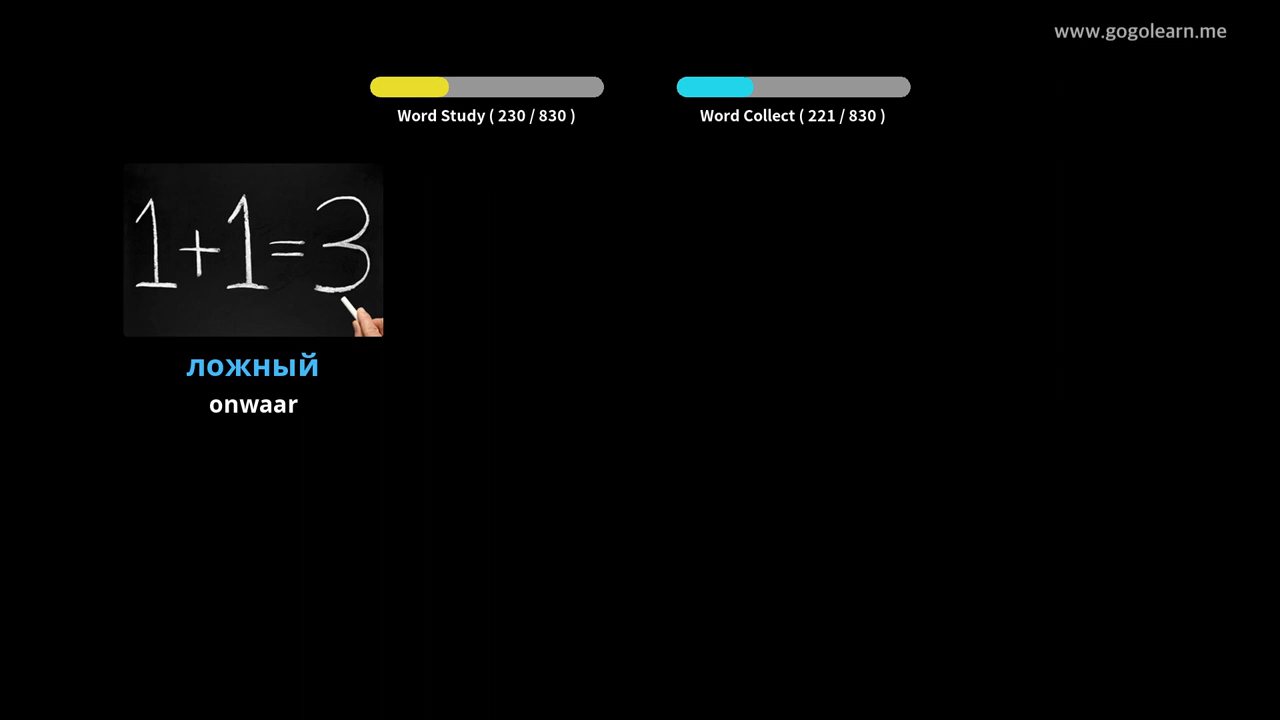 www.gogolearn.me
Word Study ( 230 / 830 )
Word Collect ( 221 / 830 )
1+1=3
ложный
onwaar